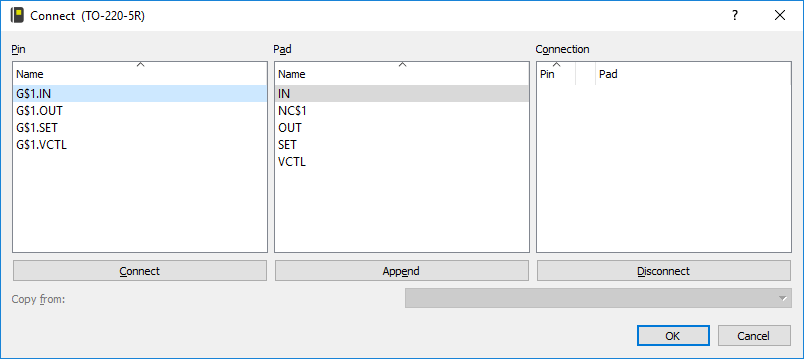 Connect (TO-220-5R)
?
Pin
Pad
Connection
Name
Name
Pin Pad
G$1.IN
G$1.OUT
G$1.SET
G$1.VCTL
IN
NC$1
OUT
SET
VCTL
Connect
Append
Disconnect
Copy from:
OK
Cancel